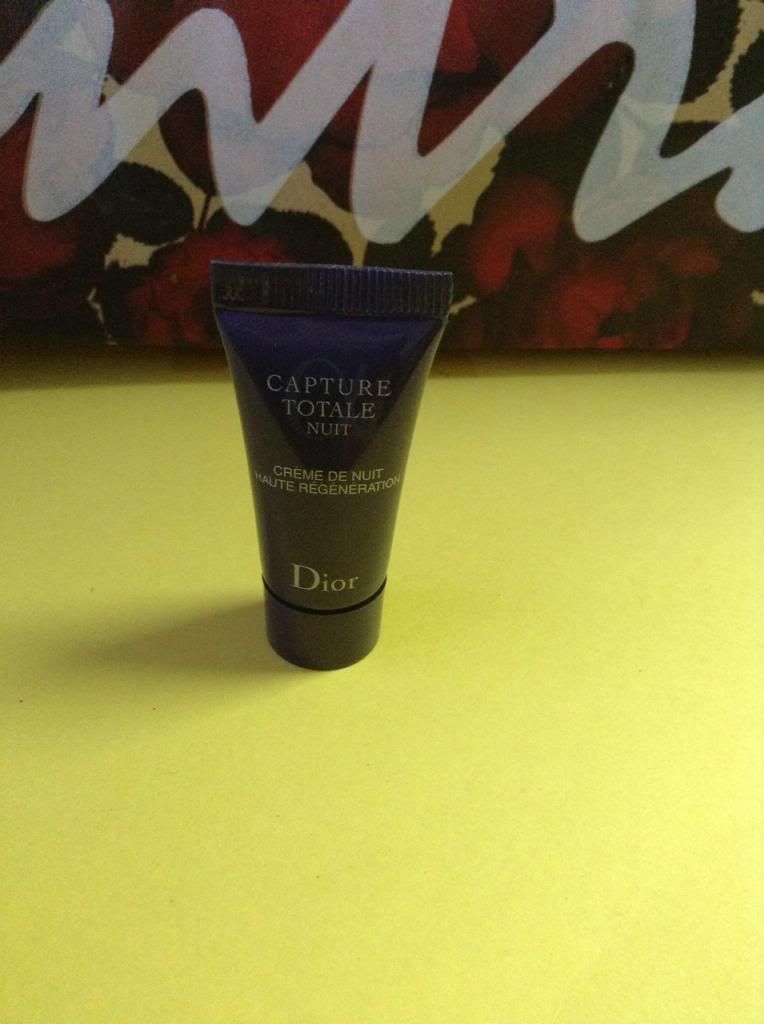 CAPTURE
TOTALE
NUIT
CRÈME DE NUIT
HAUTE RÉGÉNÉRATION
Dior